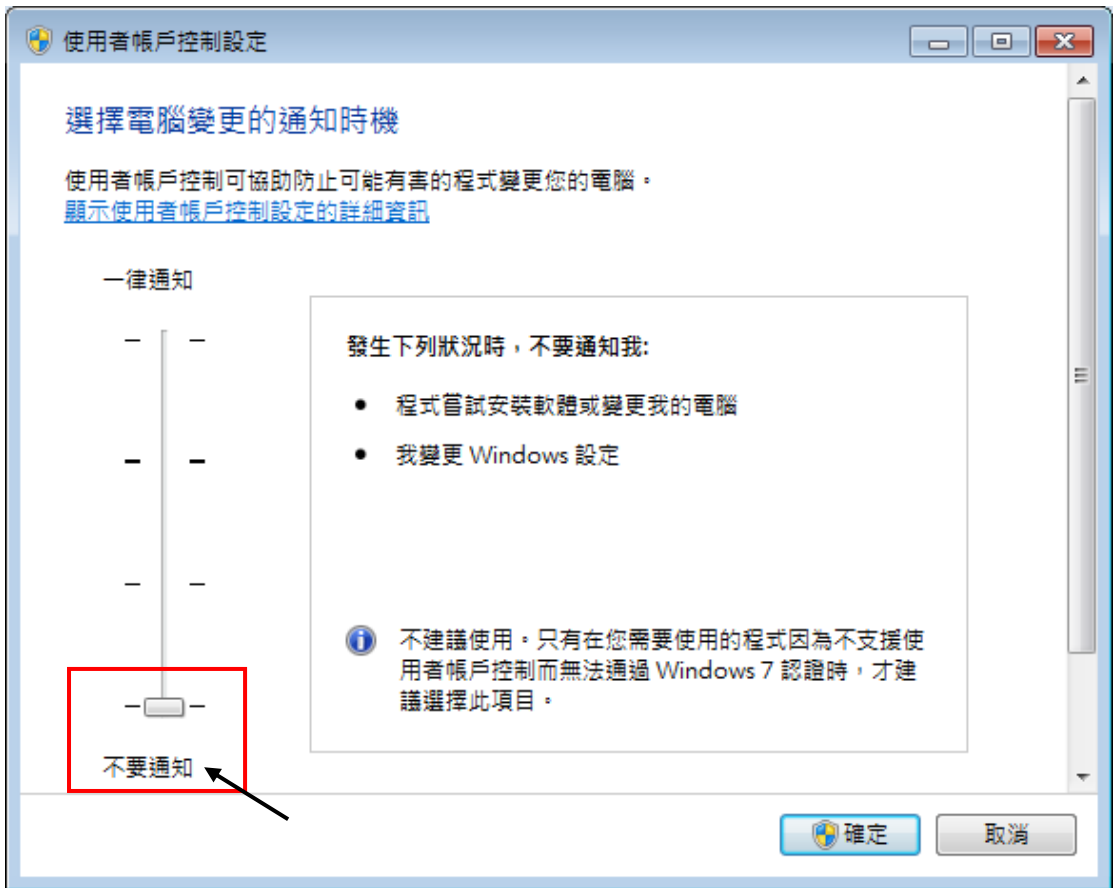 使用者帳戶控制設定
選擇電腦變更的通知時機
使用者帳戶控制可協助防止可能有害的程式變更您的電腦。
顯示使用者帳戶控制設定的詳細資訊
一律通知
發生下列狀況時，不要通知我:
程式嘗試安裝軟體或變更我的電腦
我變更 Windows 設定
不建議使用。只有在您需要使用的程式因為不支援使
用者帳戶控制而無法通過 Windows 7 認證時，才建
議選擇此項目。
不要通知
確定
取消